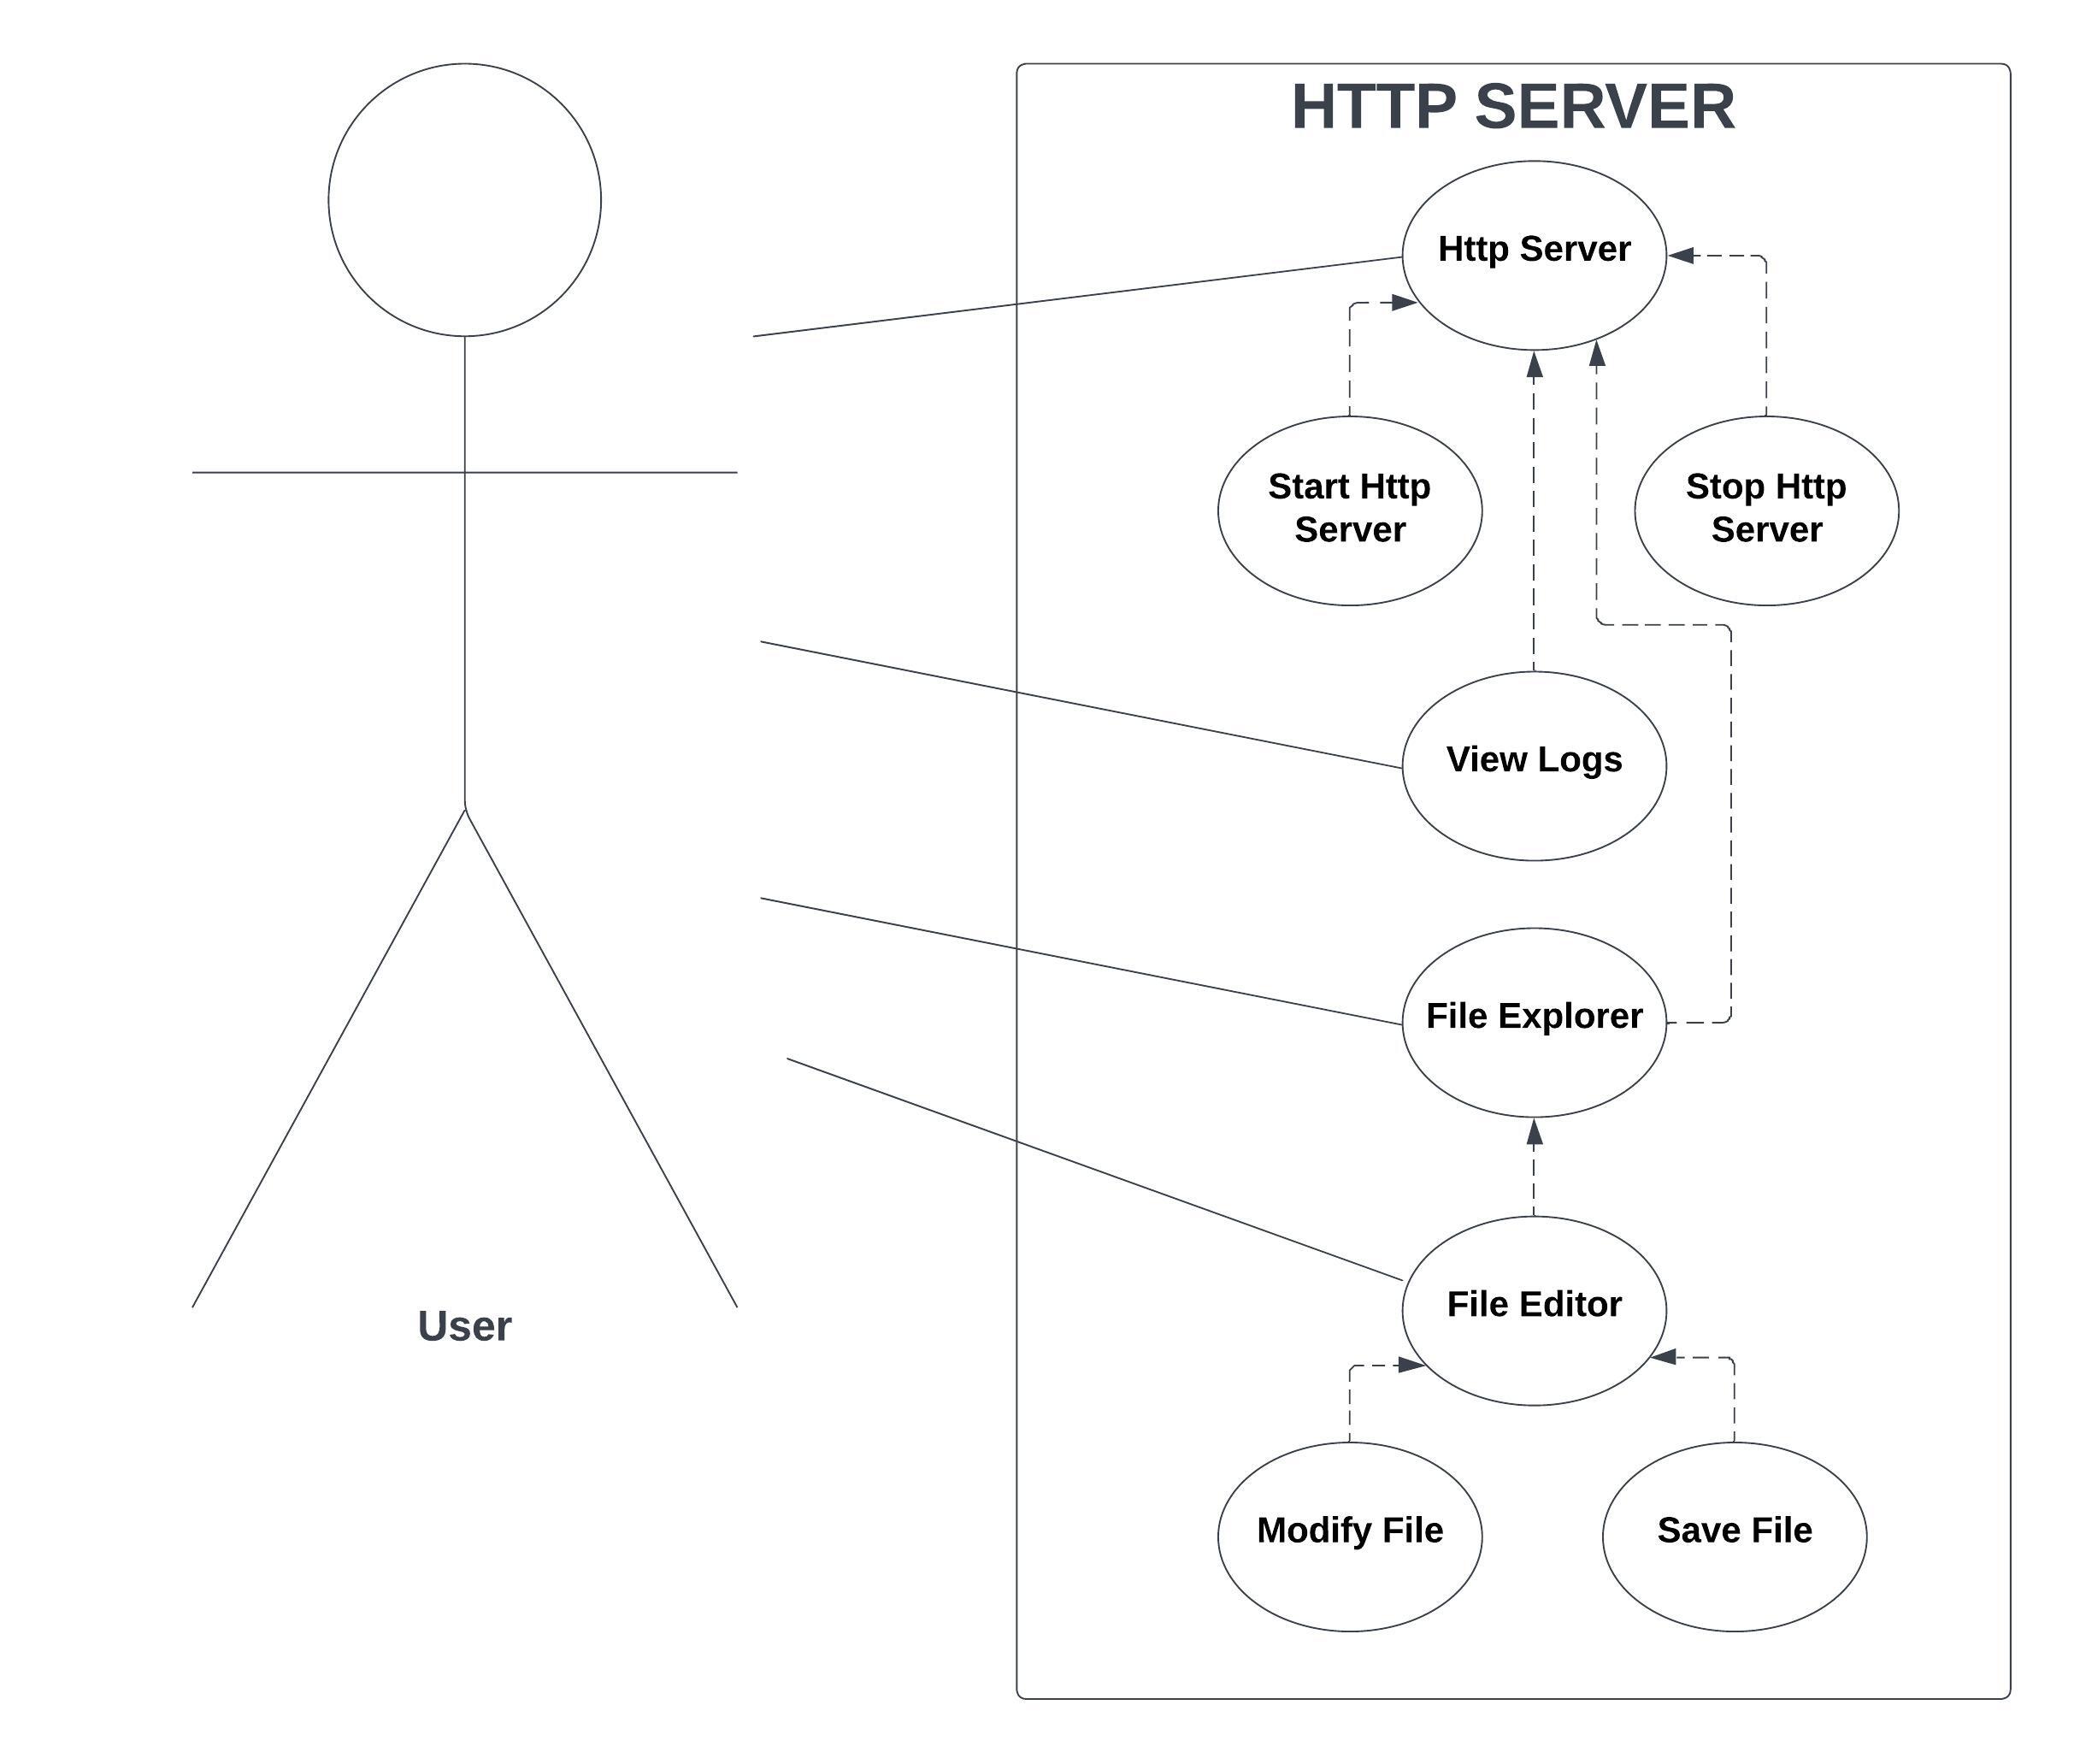 HTTP SERVER
Http Server
Start Http
Server
Stop Http
Server
View Logs
File Explorer
File Editor
User
Modify File
Save File